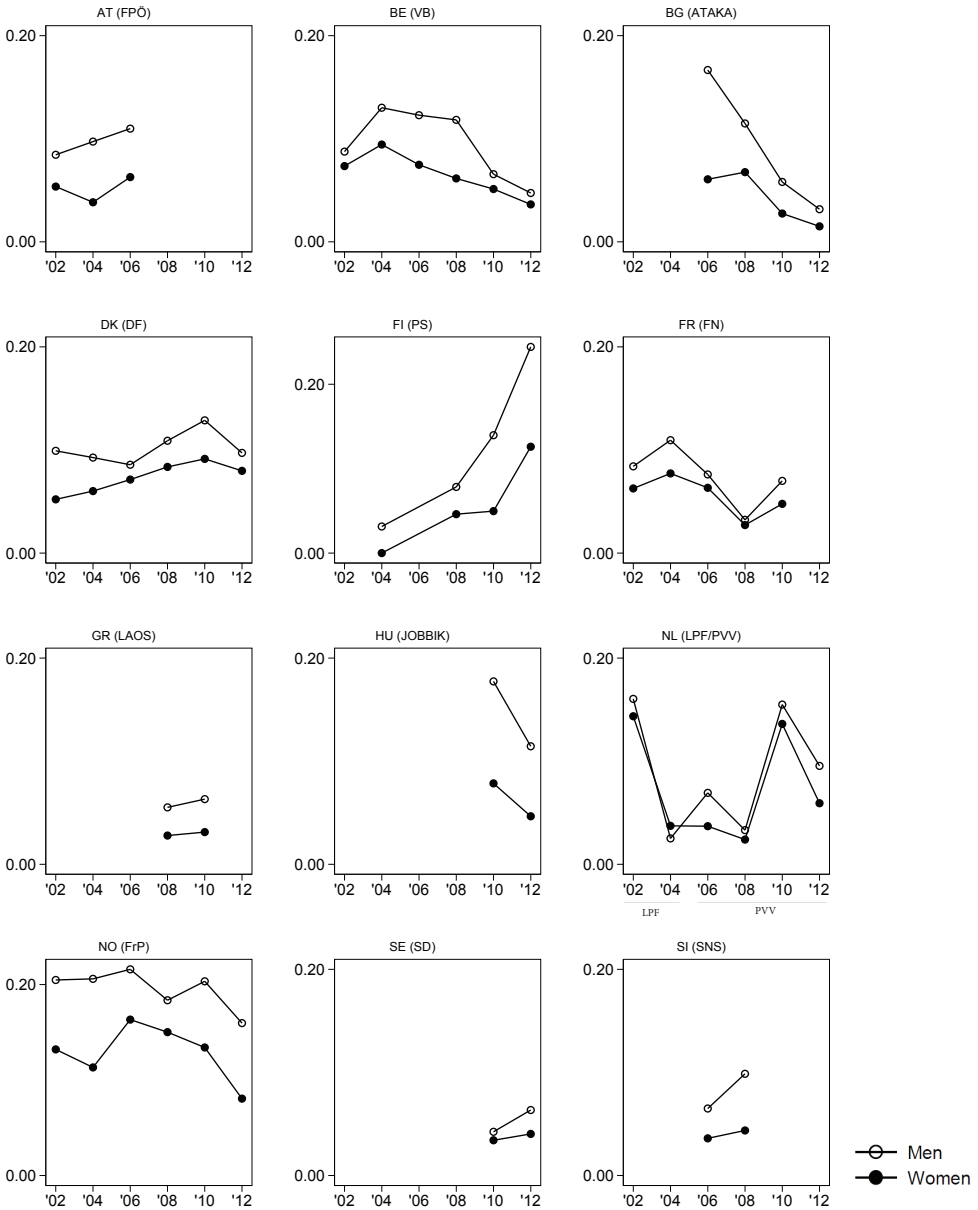 AT (FPÖ) BE (VB) BG (ATAKA)
0.20 0.20 0.20
0.00 0.00 0.00
'02 '04 '06 '08 '10 '12 '02 '04 '06 '08 '10 '12 '02 '04 '06 '08 '10 '12
DK (DF) FI (PS) FR (FN)
0.20 0.20 0.20
0.00 0.00 0.00
'02 '04 '06 '08 '10 '12 '02 '04 '06 '08 '10 '12 '02 '04 '06 '08 '10 '12
GR (LAOS) HU (JOBBIK) NL (LPF/PVV)
0.20 0.20 0.20
0.00 0.00 0.00
'02 '04 '06 '08 '10 '12 '02 '04 '06 '08 '10 '12 '02 '04 '06 '08 '10 '12
LPF PVV
NO (FrP) SE (SD) SI (SNS)
0.20 0.20 0.20
0.00 0.00 0.00
'02 '04 '06 '08 '10 '12 '02 '04 '06 '08 '10 '12 '02 '04 '06 '08 '10 '12
Men
Women